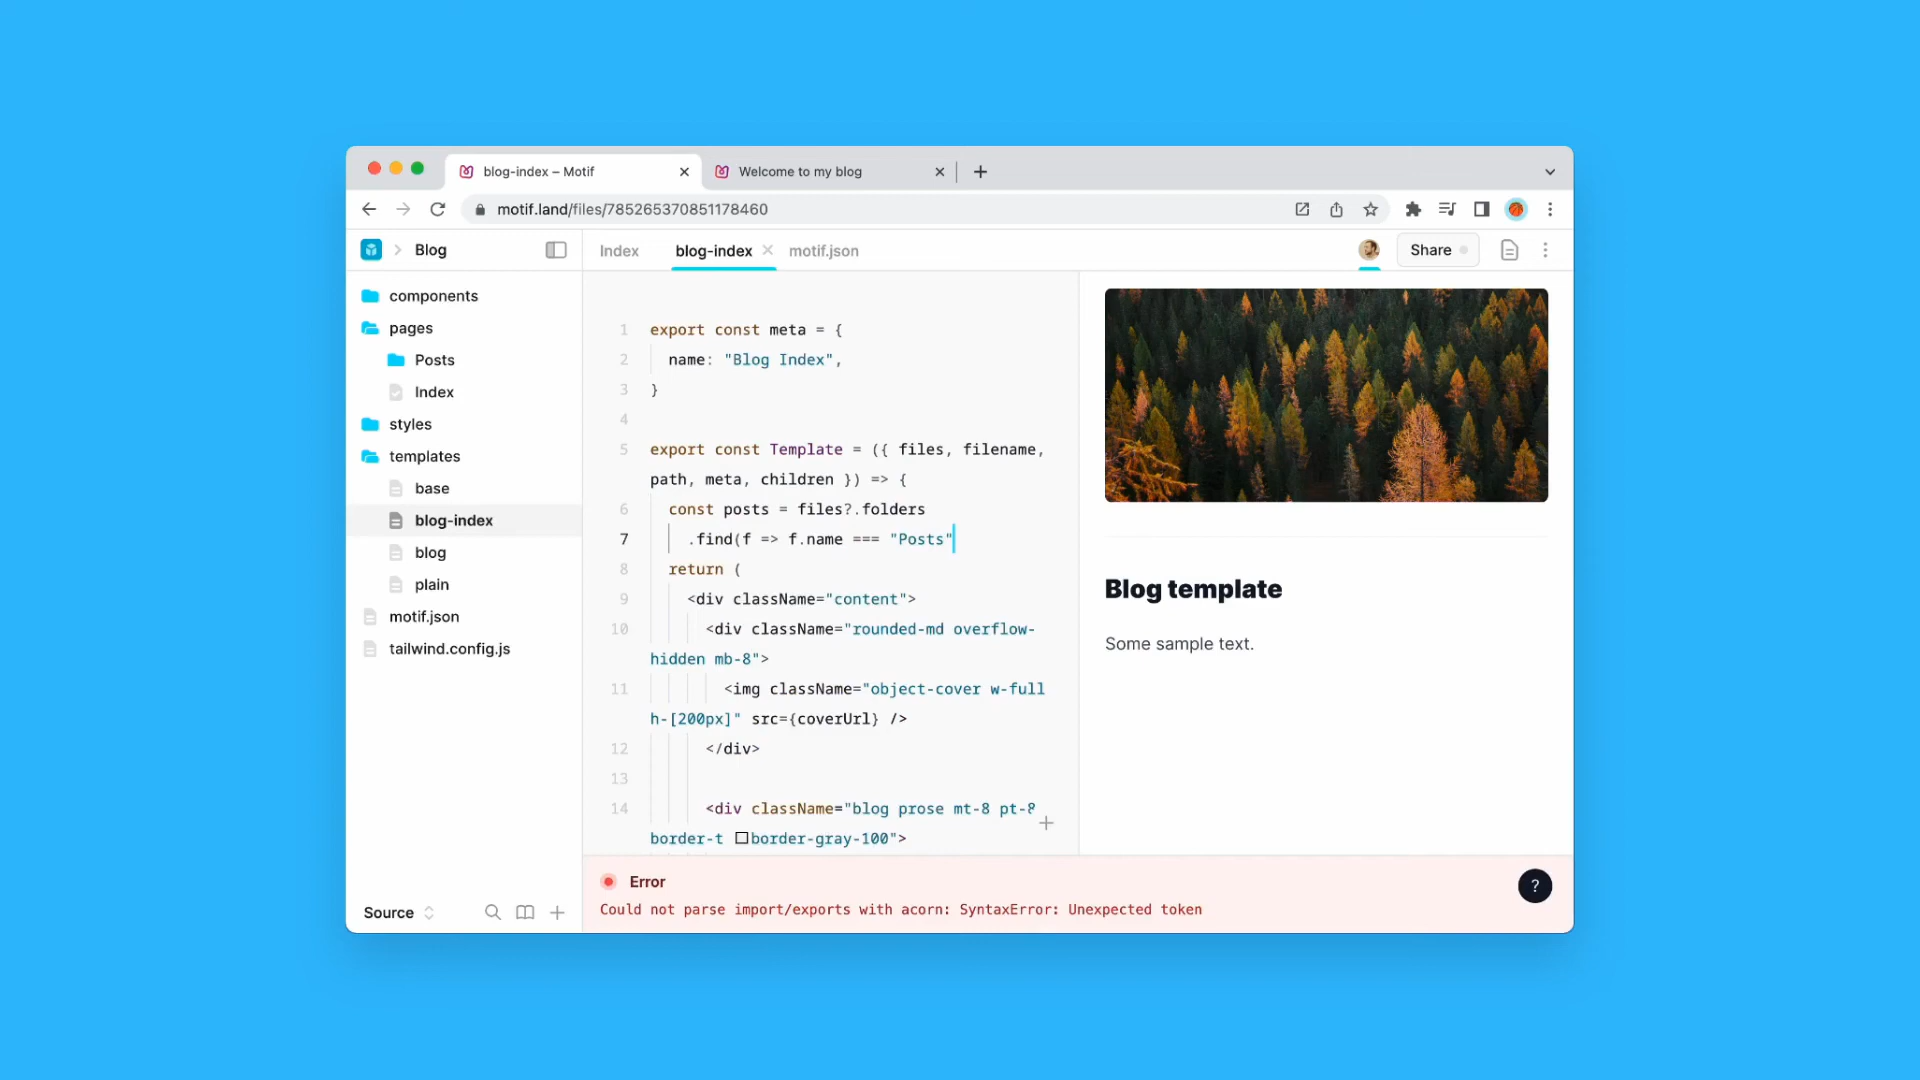 blog-index – Motif
Welcome to my blog
motif.land/files/785265370851178460
Blog
Index
blog-index
motif.json
Share
components
pages
Posts
Index
styles
templates
base
blog-index
blog
plain
motif.json
tailwind.config.js
Source
1 export const meta = {
2 name: "Blog Index",
3 }
4
5 export const Template = ({ files, filename,
path, meta, children }) => {
6 const posts = files?.folders
7 .find(f => f.name === "Posts"
8 return (
9 <div className="content">
10 <div className="rounded-md overflow-
hidden mb-8">
11 <img className="object-cover w-full
h-[200px]" src={coverUrl} />
12 </div>
13
14 <div className="blog prose mt-8 pt-8
border-t border-gray-100">
Blog template
Some sample text.
Error
Could not parse import/exports with acorn: SyntaxError: Unexpected token
?